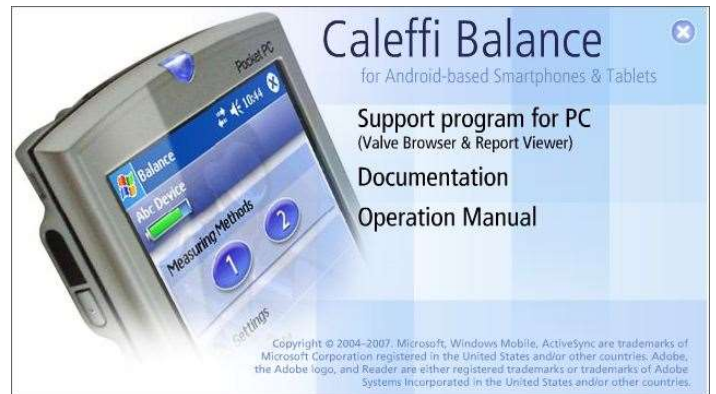 Caleffi Balance
for Android-based Smartphones & Tablets
Support program for PC
(Valve Browser & Report Viewer)
Documentation
Operation Manual
Pocket PC
10:44
Balance
Abc Device
Measuring Methods
1 2
Settings
Copyright © 2004-2007. Microsoft, Windows Mobile, ActiveSync are trademarks of
Microsoft Corporation registered in the United States and/or other countries. Adobe,
the Adobe logo, and Reader are either registered trademarks or trademarks of Adobe
Systems Incorporated in the United States and/or other countries.